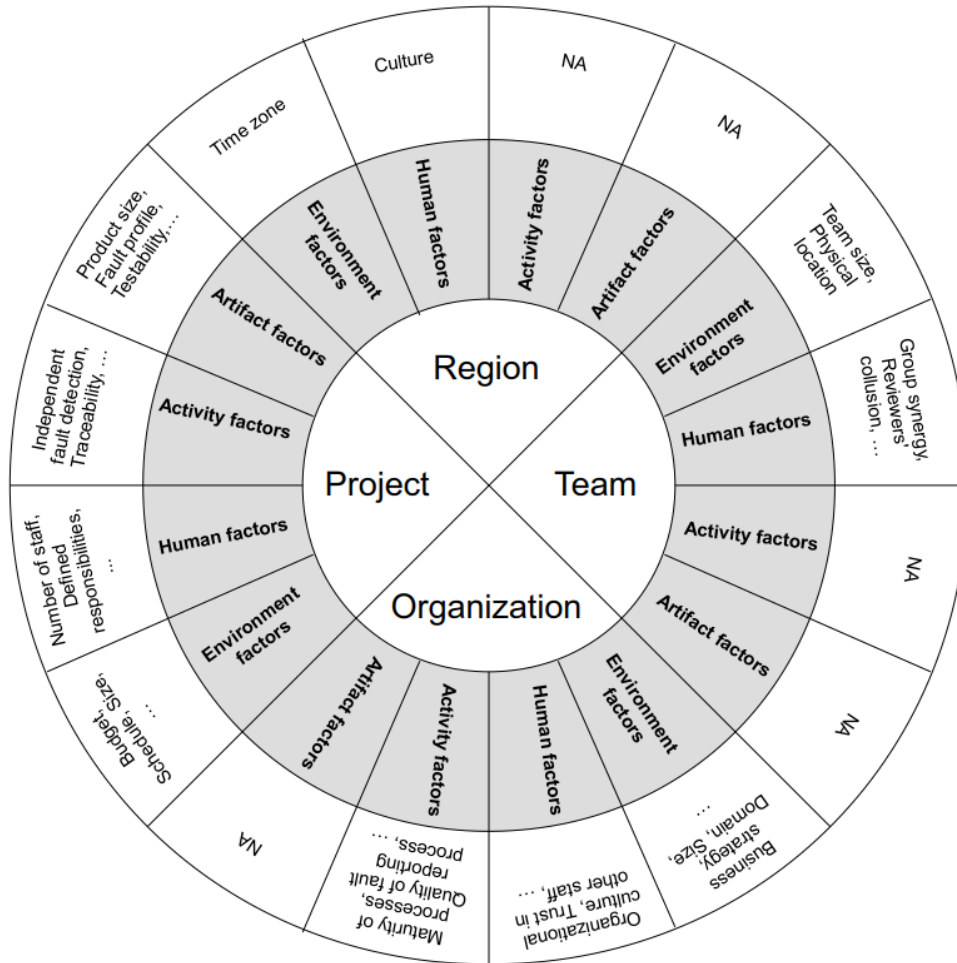 Region
Team
Organization
Project
Human factors
Culture
Activity factors
NA
Artifact factors
NA
Environment
factors
Team size,
Physical
location
Human factors
Group synergy,
Reviewers'
collusion, …
Activity factors
NA
Artifact factors
NA
Environment
factors
Business
strategy,
Domain, Size,
…
Human factors
Organizational
culture, Trust in
other staff, …
Activity factors
Maturity of
processes,
Quality of fault
reporting
process, …
Artifact factors
NA
Environment
factors
Budget,
Schedule, Size,
…
Human factors
Number of staff,
Defined
responsibilities,
…
Activity factors
Independent
fault detection,
Traceability, …
Artifact factors
Product size,
Fault profile,
Testability,…
Environment
factors
Time zone